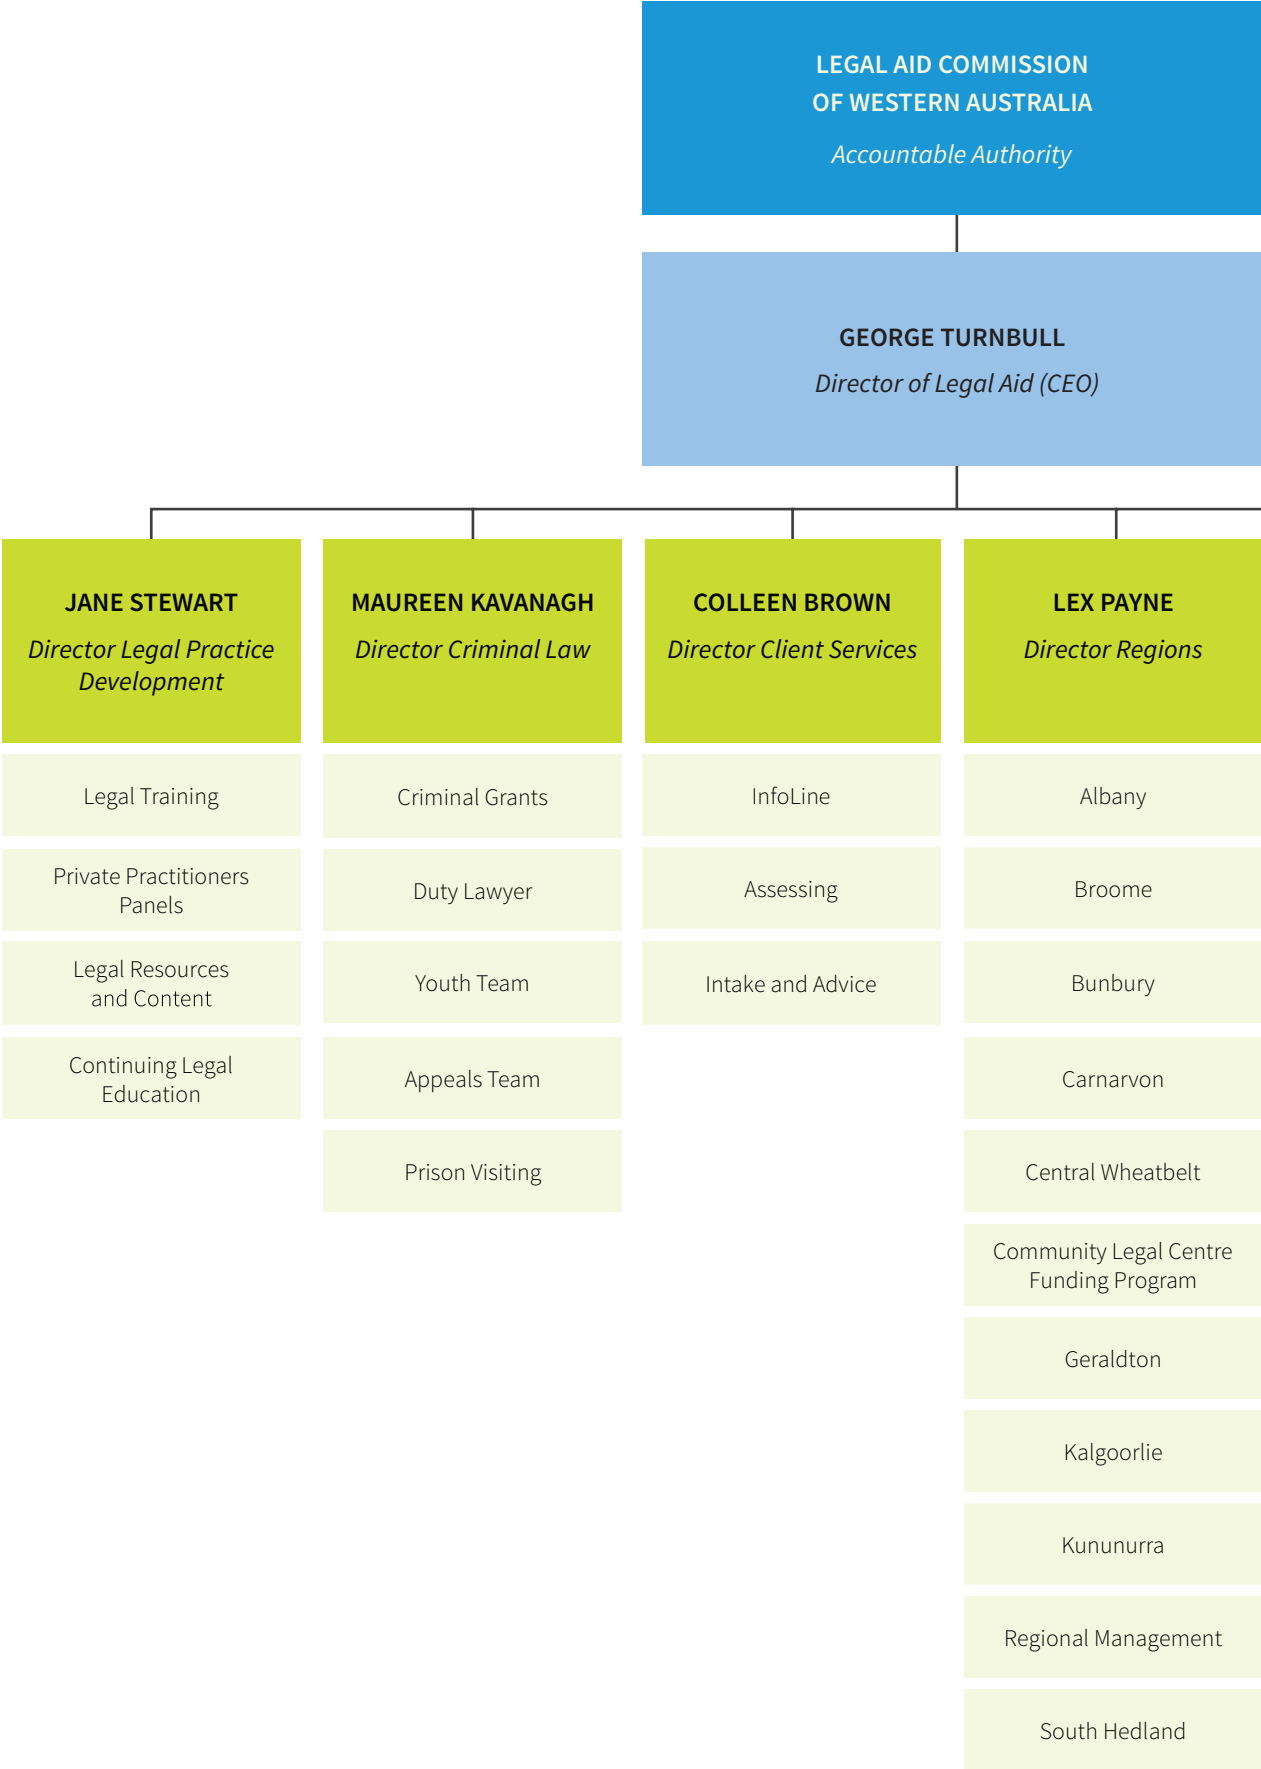 LEGAL AID COMMISSION
OF WESTERN AUSTRALIA
Accountable Authority
GEORGE TURNBULL
Director of Legal Aid (CEO)
JANE STEWART
Director Legal Practice
Development
Legal Training
Private Practitioners
Panels
Legal Resources
and Content
Continuing Legal
Education
MAUREEN KAVANAGH
Director Criminal Law
Criminal Grants
Duty Lawyer
Youth Team
Appeals Team
Prison Visiting
COLLEEN BROWN
Director Client Services
InfoLine
Assessing
Intake and Advice
LEX PAYNE
Director Regions
Albany
Broome
Bunbury
Carnarvon
Central Wheatbelt
Community Legal Centre
Funding Program
Geraldton
Kalgoorlie
Kununurra
Regional Management
South Hedland